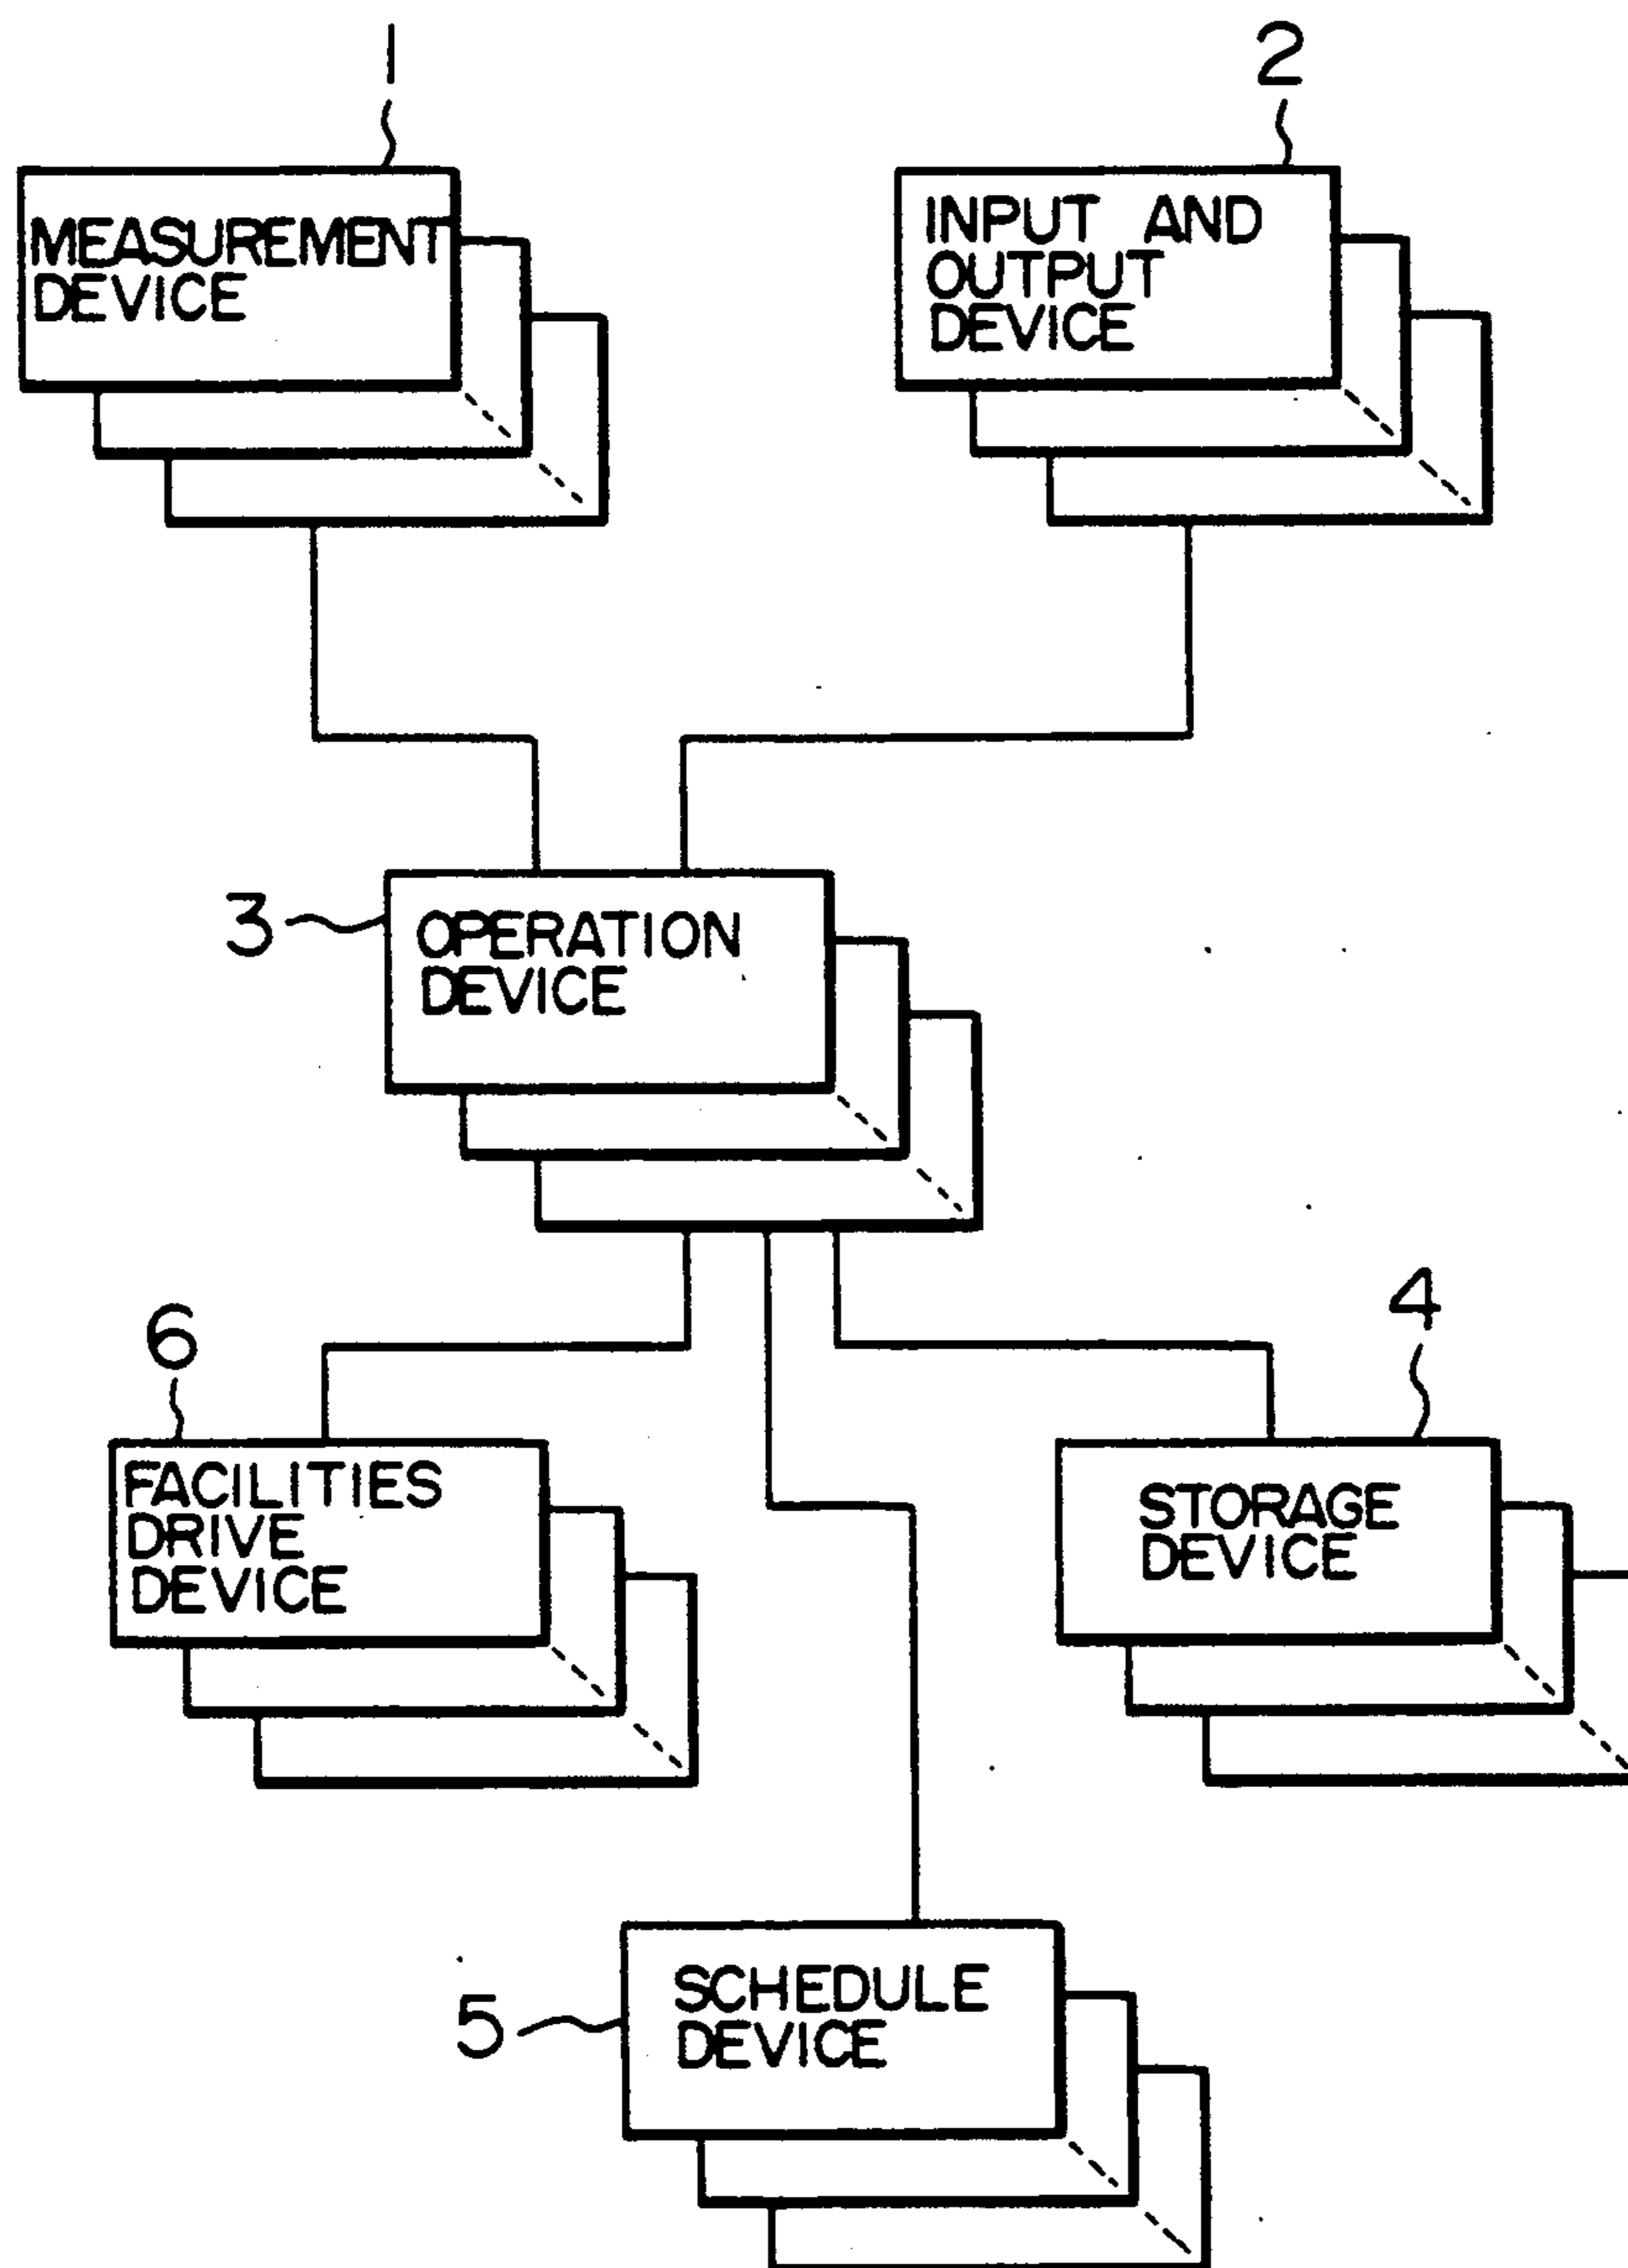 1
2
MEASUREMENT
DEVICE
INPUT AND
OUTPUT
DEVICE
3
OPERATION
DEVICE
6
4
FACILITIES
DRIVE
DEVICE
STORAGE
DEVICE
5
SCHEDULE
DEVICE